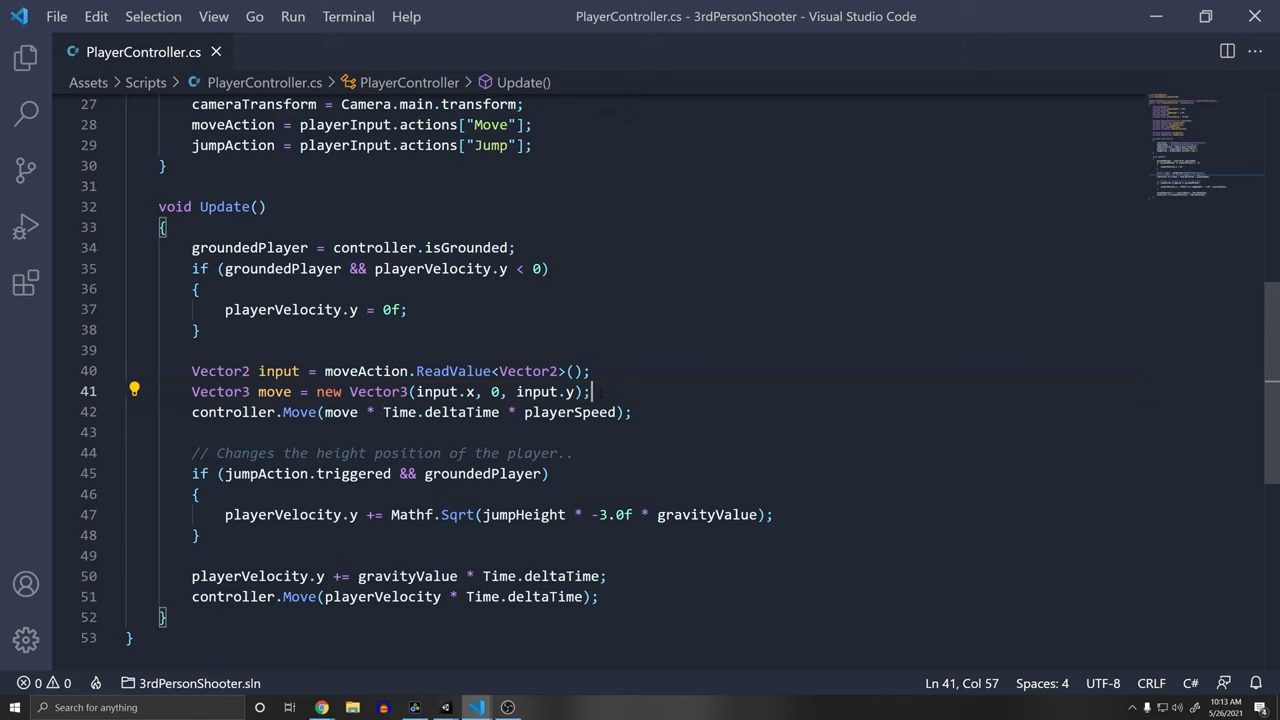 File Edit Selection View Go Run Terminal Help PlayerController.cs - 3rdPersonShooter - Visual Studio Code
PlayerController.cs
Assets Scripts PlayerController.cs PlayerController Update()
27 cameraTransform = Camera.main.transform;
28 moveAction = playerInput.actions["Move"];
29 jumpAction = playerInput.actions["Jump"];
30 }
31
32 void Update()
33 {
34 groundedPlayer = controller.isGrounded;
35 if (groundedPlayer && playerVelocity.y < 0)
36 {
37 playerVelocity.y = 0f;
38 }
39
40 Vector2 input = moveAction.ReadValue<Vector2>();
41 Vector3 move = new Vector3(input.x, 0, input.y);
42 controller.Move(move * Time.deltaTime * playerSpeed);
43
44 // Changes the height position of the player..
45 if (jumpAction.triggered && groundedPlayer)
46 {
47 playerVelocity.y += Mathf.Sqrt(jumpHeight * -3.0f * gravityValue);
48 }
49
50 playerVelocity.y += gravityValue * Time.deltaTime;
51 controller.Move(playerVelocity * Time.deltaTime);
52 }
53 }
0 0 3rdPersonShooter.sln Ln 41, Col 57 Spaces: 4 UTF-8 CRLF C#
Search for anything 10:13 AM
5/26/2021 4